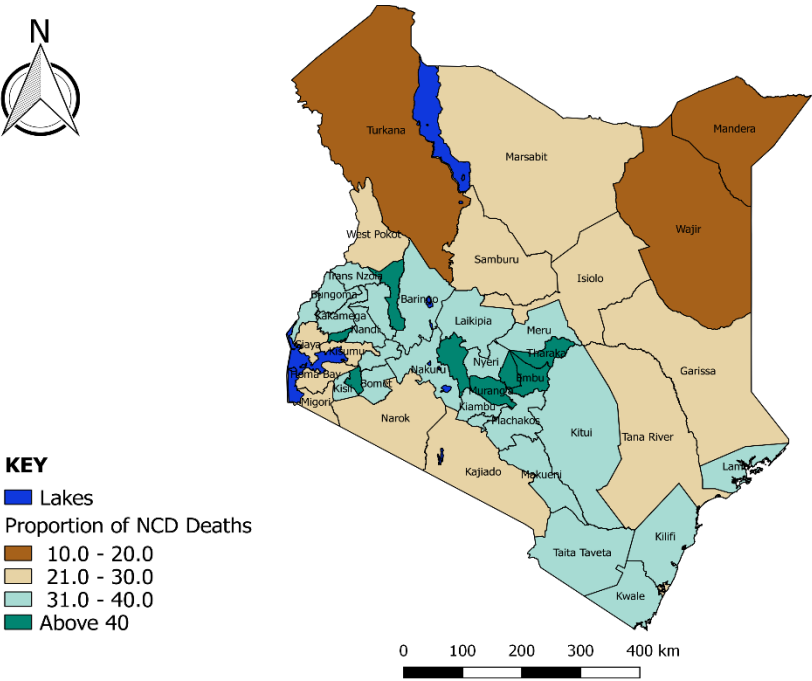 N
Turkana
Mandera
Marsabit
Wajir
West Pokot
Samburu
Isiolo
Trans Nzoia
Baringo
Bungoma
Kakamega
Laikipia
Nandi
Meru
Siaya
Kisumu
Tharaka
Nyeri
Garissa
Homa Bay
Nakuru
Embu
Kisii
Bomet
Muranga
Migori
Kiambu
Narok
Machakos
Kitui
Tana River
Kajiado
Makueni
Lamu
Kilifi
Taita Taveta
Kwale
KEY
Lakes
Proportion of NCD Deaths
10.0 - 20.0
21.0 - 30.0
31.0 - 40.0
Above 40
0 100 200 300 400 km